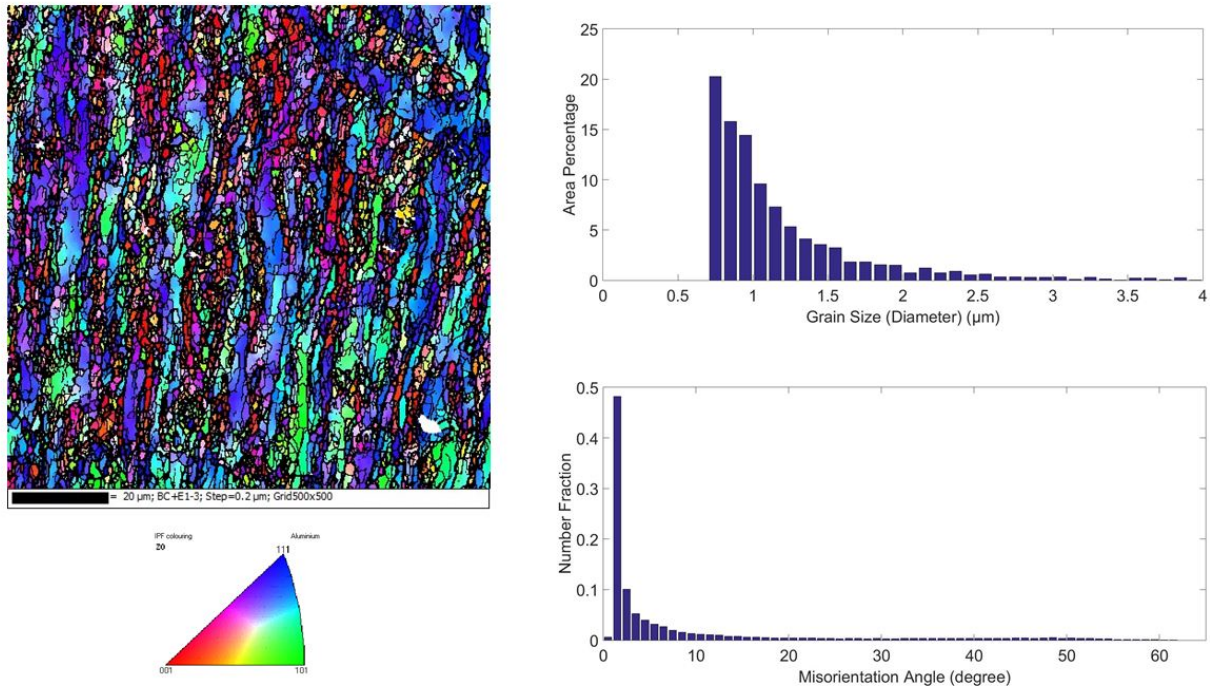 = 20 µm; BC+E1-3; Step=0.2 µm; Grid500x500
IPF colouring
Z0
Aluminium
111
001
101
25
20
15
10
5
0
Area Percentage
0 0.5 1 1.5 2 2.5 3 3.5 4
Grain Size (Diameter) (µm)
0.5
0.4
0.3
0.2
0.1
0
Number Fraction
0 10 20 30 40 50 60
Misorientation Angle (degree)